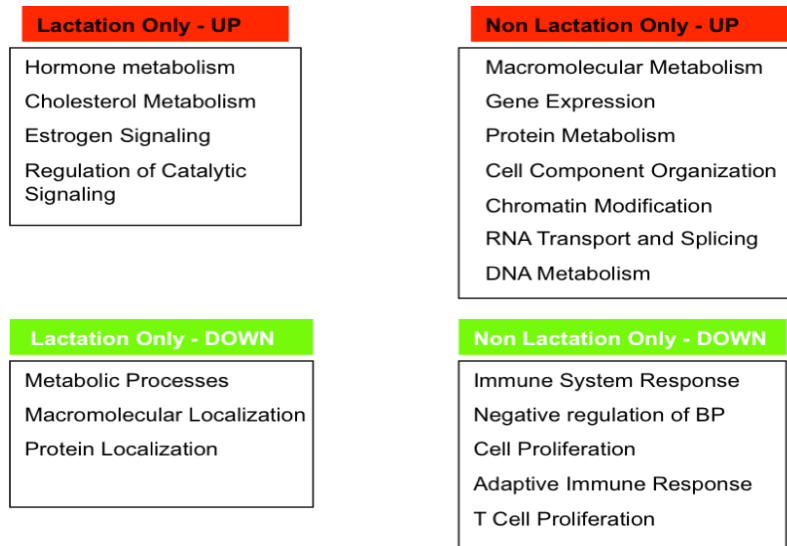 Lactation Only - UP
Hormone metabolism
Cholesterol Metabolism
Estrogen Signaling
Regulation of Catalytic
Signaling
Non Lactation Only - UP
Macromolecular Metabolism
Gene Expression
Protein Metabolism
Cell Component Organization
Chromatin Modification
RNA Transport and Splicing
DNA Metabolism
Lactation Only - DOWN
Metabolic Processes
Macromolecular Localization
Protein Localization
Non Lactation Only - DOWN
Immune System Response
Negative regulation of BP
Cell Proliferation
Adaptive Immune Response
T Cell Proliferation